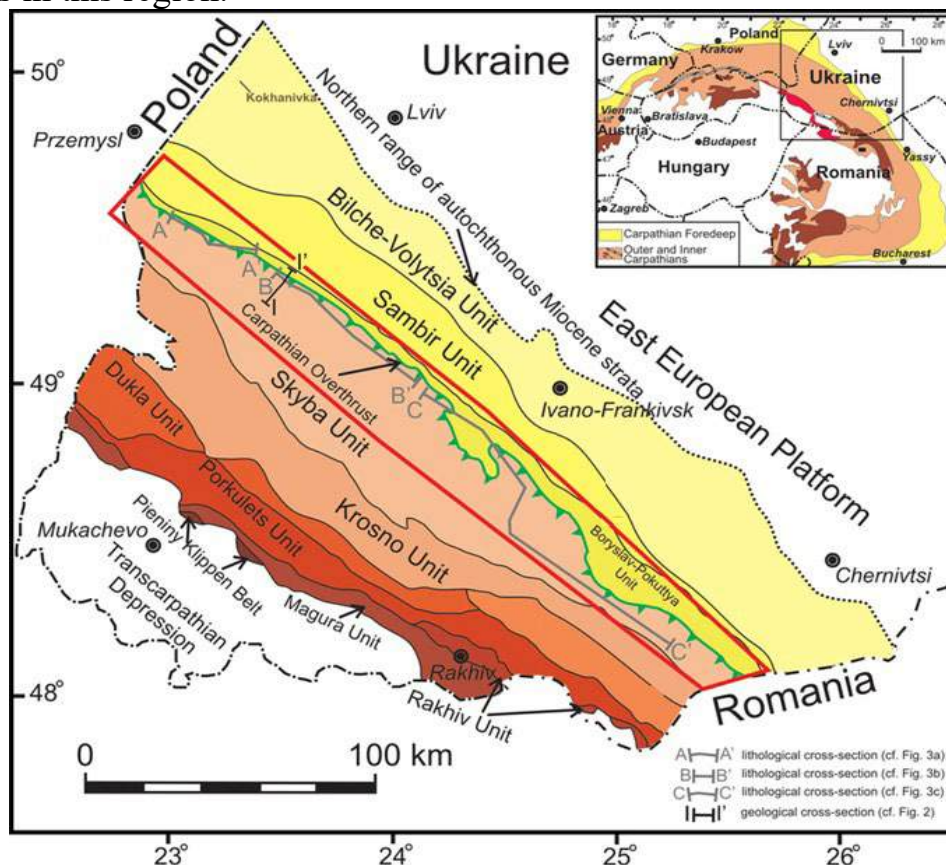 in this region.
50°
49°
48°
23°
24°
25°
26°
Poland
Ukraine
Przemysl
Kokhanivka
Lviv
Northern range of autochthonous Miocene strata
Bilche-Volytsia Unit
Sambir Unit
East European Platform
A
A'
B
I'
I
Carpathian Overthrust
B'
C
Ivano-Frankivsk
Skyba Unit
Dukla Unit
Krosno Unit
Porkulets Unit
Boryslav-Pokuttya
Unit
Mukachevo
Pieniny Klippen Belt
Transcarpathian
Depression
Magura Unit
Chernivtsi
C'
Rakhiv
Rakhiv Unit
Romania
0
100 km
A A' lithological cross-section (cf. Fig. 3a)
B B' lithological cross-section (cf. Fig. 3b)
C C' lithological cross-section (cf. Fig. 3c)
I I' geological cross-section (cf. Fig. 2)
Poland
Krakow
Lviv
0 100 km
Germany
Ukraine
Vienna
Bratislava
Chernivtsi
Austria
Budapest
Hungary
Yassy
Romania
Zagreb
Bucharest
Carpathian Foredeep
Outer and Inner
Carpathians